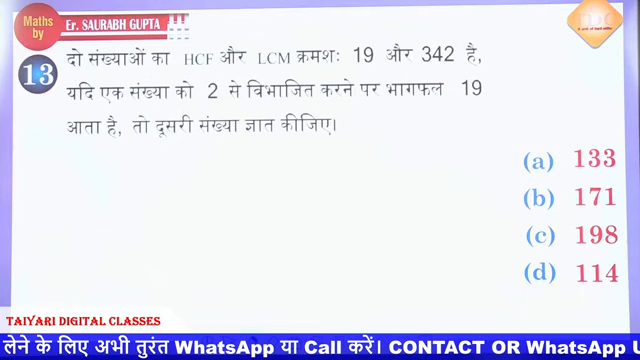 Maths
by
Er. SAURABH GUPTA
13
दो संख्याओं का HCF और LCM क्रमशः 19 और 342 है,
यदि एक संख्या को 2 से विभाजित करने पर भागफल 19
आता है, तो दूसरी संख्या ज्ञात कीजिए।
(a) 133
(b) 171
(c) 198
(d) 114
TAIYARI DIGITAL CLASSES
लेने के लिए अभी तुरंत WhatsApp या Call करें। CONTACT OR WhatsApp